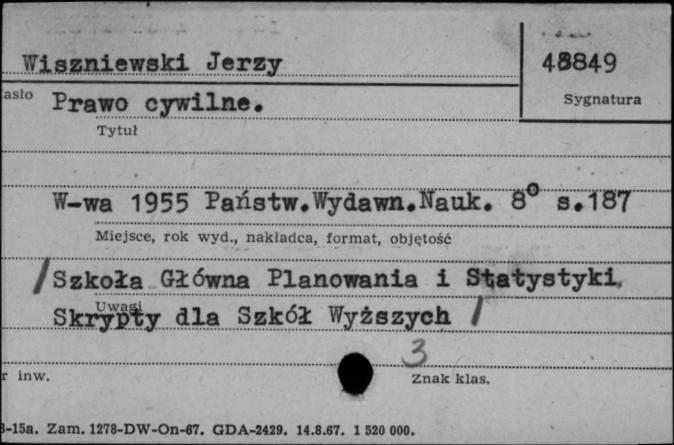 Wiszniewski Jerzy 48849
asło Prawo cywilne. Sygnatura
Tytuł
W-wa 1955 Państw.Wydawn.Nauk. 8⁰ s.187
Miejsce, rok wyd., nakładca, format, objętość
/Szkoła Główna Planowania i Statystyki
Uwagi
Skrypty dla Szkół Wyższych /
3
r inw. Znak klas.
3-15a. Zam. 1278-DW-On-67. GDA-2429. 14.8.67. 1 520 000.